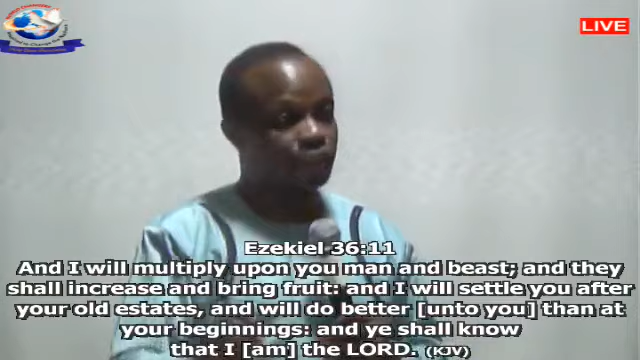 LIVE
Ezekiel 36:11
And I will multiply upon you man and beast; and they
shall increase and bring fruit: and I will settle you after
your old estates, and will do better [unto you] than at
your beginnings: and ye shall know
that I [am] the LORD. (KJV)